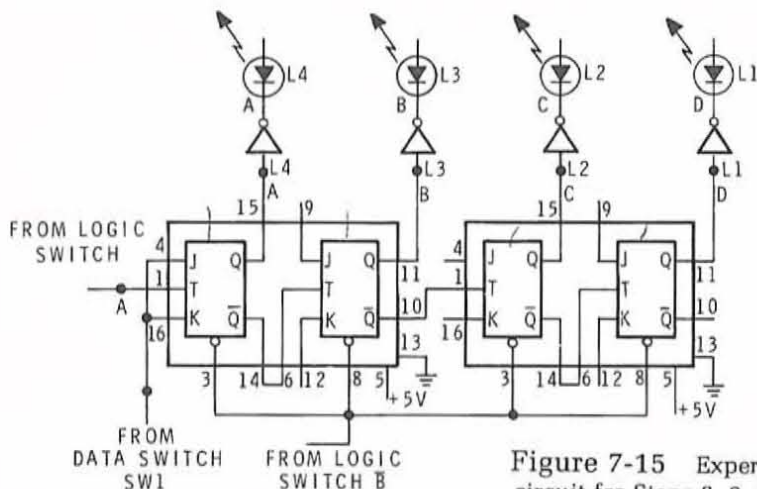 L4
L3
L2
L1
A
B
C
D
L4
L3
L2
L1
A
B
C
D
15
9
15
9
FROM LOGIC
SWITCH
4
J
Q
J
Q
11
4
J
Q
J
Q
11
1
T
T
10
1
T
T
10
A
16
K
Q̅
K
Q̅
16
K
Q̅
K
Q̅
13
13
3
14
6
12
8
5
3
14
6
12
8
5
+5V
+5V
FROM
DATA SWITCH
SW1
FROM LOGIC
SWITCH B̅
Figure 7-15 Exper